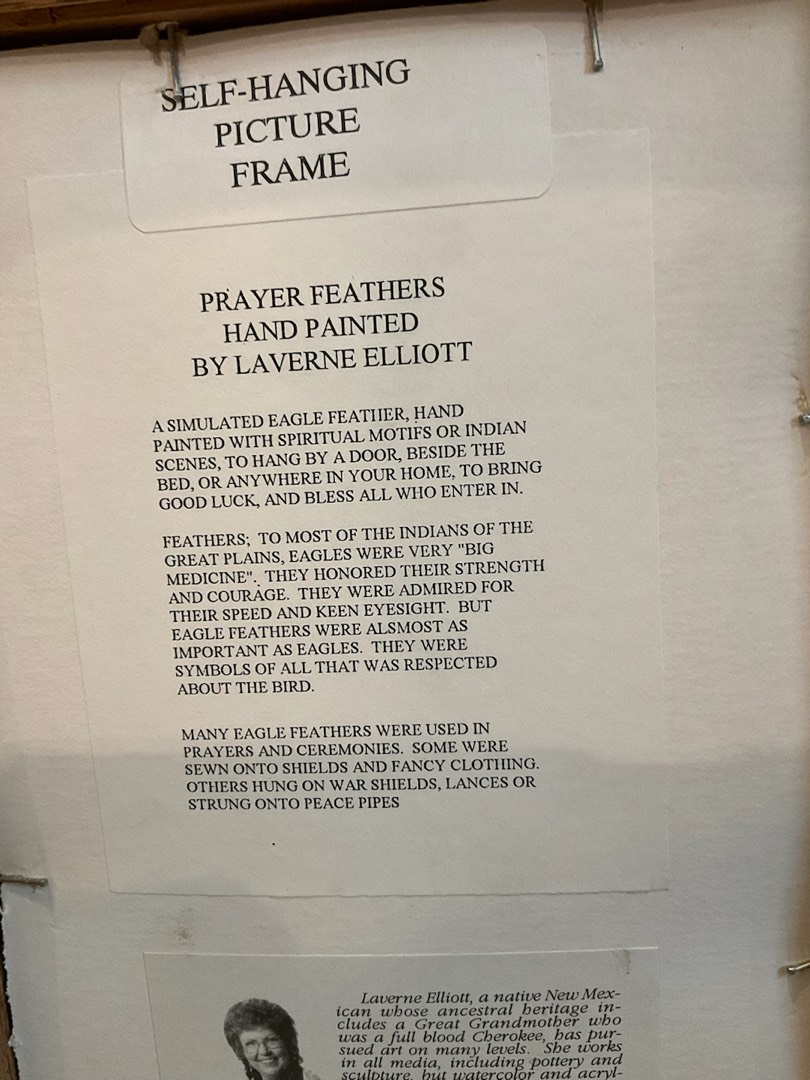 SELF-HANGING
PICTURE
FRAME
PRAYER FEATHERS
HAND PAINTED
BY LAVERNE ELLIOTT
A SIMULATED EAGLE FEATHER, HAND
PAINTED WITH SPIRITUAL MOTIFS OR INDIAN
SCENES, TO HANG BY A DOOR, BESIDE THE
BED, OR ANYWHERE IN YOUR HOME, TO BRING
GOOD LUCK, AND BLESS ALL WHO ENTER IN.
FEATHERS; TO MOST OF THE INDIANS OF THE
GREAT PLAINS, EAGLES WERE VERY "BIG
MEDICINE". THEY HONORED THEIR STRENGTH
AND COURAGE. THEY WERE ADMIRED FOR
THEIR SPEED AND KEEN EYESIGHT. BUT
EAGLE FEATHERS WERE ALSMOST AS
IMPORTANT AS EAGLES. THEY WERE
SYMBOLS OF ALL THAT WAS RESPECTED
ABOUT THE BIRD.
MANY EAGLE FEATHERS WERE USED IN
PRAYERS AND CEREMONIES. SOME WERE
SEWN ONTO SHIELDS AND FANCY CLOTHING.
OTHERS HUNG ON WAR SHIELDS, LANCES OR
STRUNG ONTO PEACE PIPES
Laverne Elliott, a native New Mex-
ican whose ancestral heritage in-
cludes a Great Grandmother who
was a full blood Cherokee, has pur-
sued art on many levels. She works
in all media, including pottery and
sculpture, but watercolor and acryl-